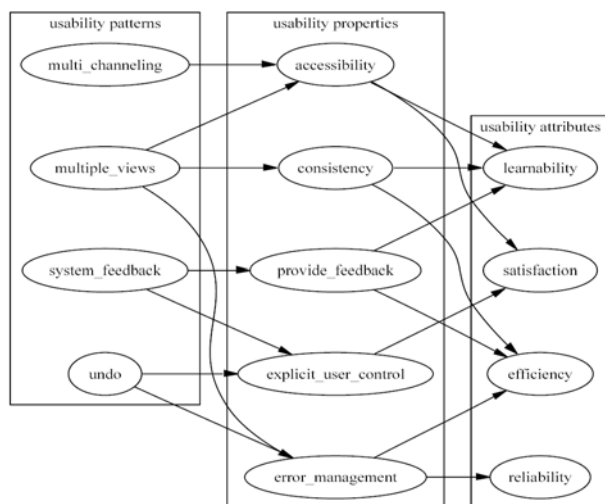 usability patterns
usability properties
multi_channeling
accessibility
usability attributes
multiple_views
consistency
learnability
system_feedback
provide_feedback
satisfaction
undo
explicit_user_control
efficiency
error_management
reliability